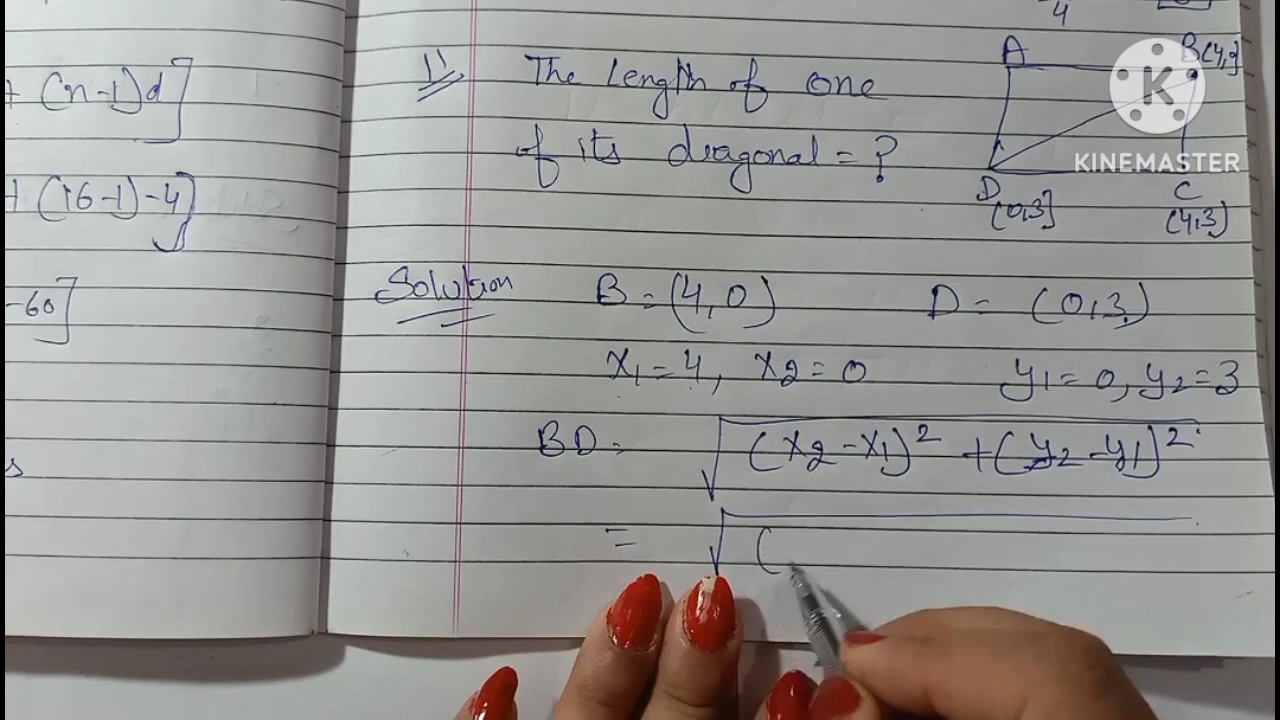 + (n-1)d]
+ (16-1)-4]
-60]
s
4
11
The length of one
of its diagonal = ?
A
B(4,
K
KINEMASTER
D
(0,3)
C
(4,3)
Solution B = (4,0) D = (0,3)
x1 = 4, x2 = 0 y1 = 0, y2 = 3
BD = √(x2 - x1)² + (y2 - y1)²
= √(